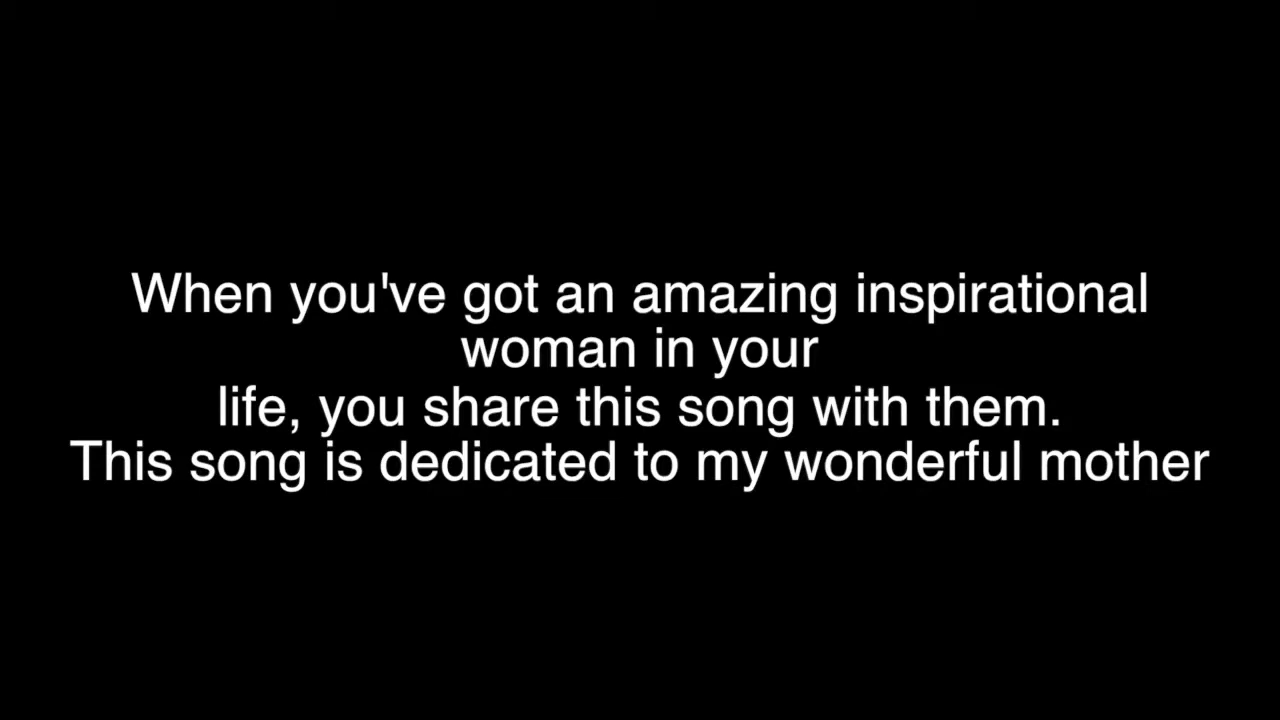 When you've got an amazing inspirational
woman in your
life, you share this song with them.
This song is dedicated to my wonderful mother